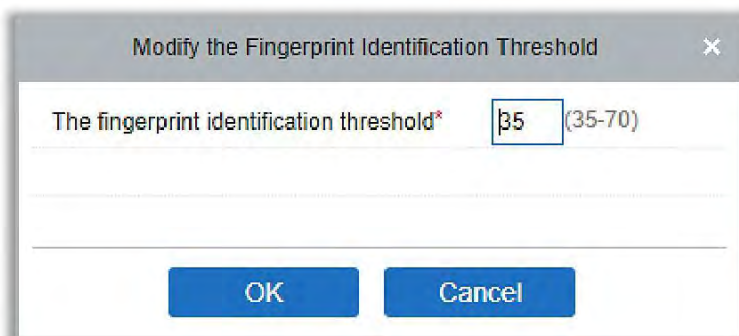 Modify the Fingerprint Identification Threshold ×
The fingerprint identification threshold* 35 (35-70)
OK Cancel